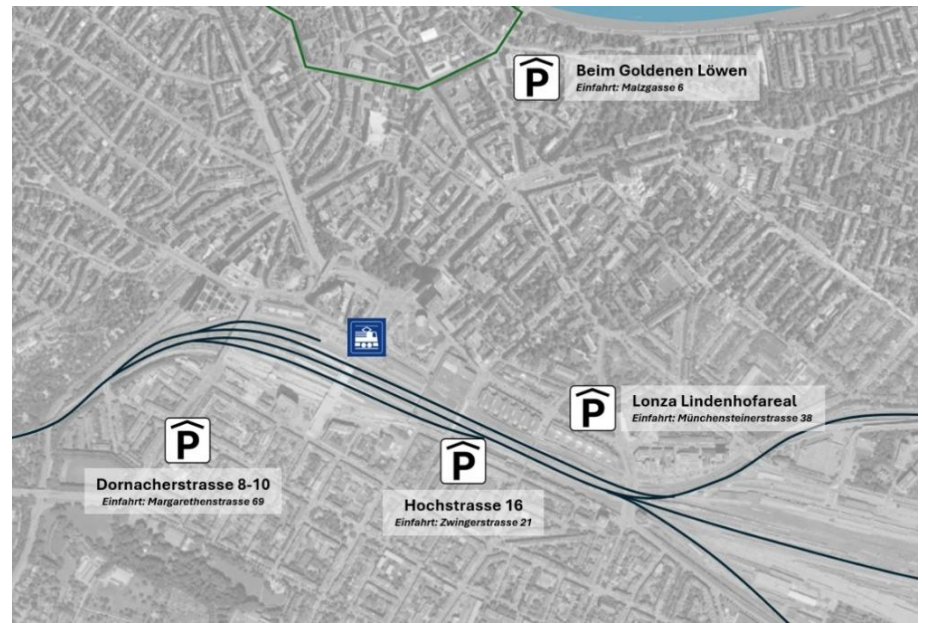 P
Beim Goldenen Löwen
Einfahrt: Malzgasse 6
P
Lonza Lindenhofareal
Einfahrt: Münchensteinerstrasse 38
P
Dornacherstrasse 8-10
Einfahrt: Margarethenstrasse 69
P
Hochstrasse 16
Einfahrt: Zwingerstrasse 21